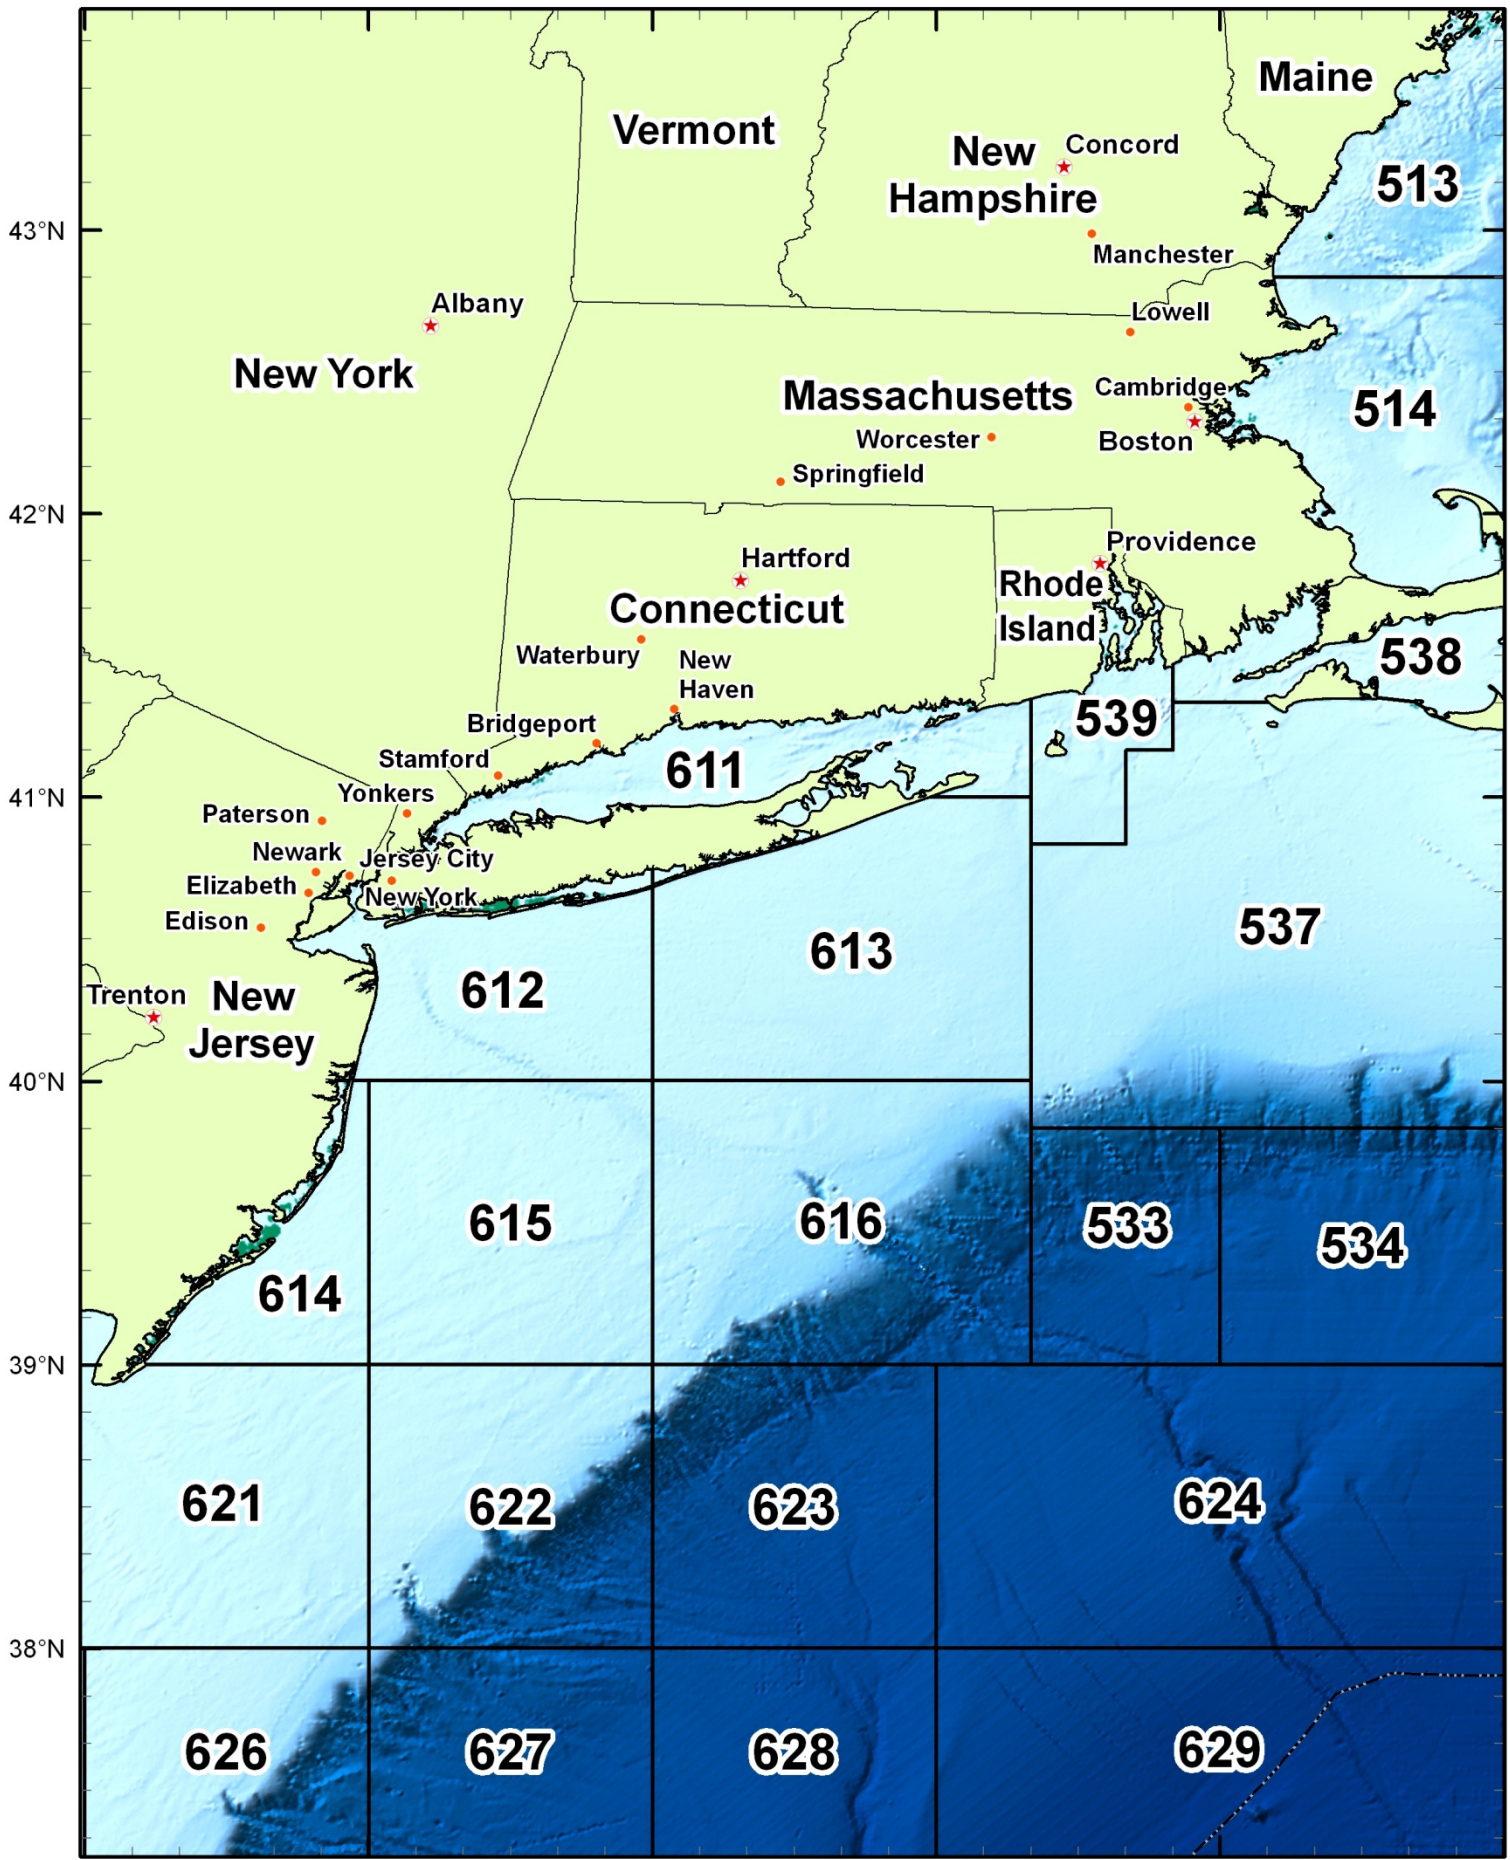 Maine
Vermont
New
Hampshire
Concord
513
43°N
Manchester
Albany
Lowell
New York
Massachusetts
Cambridge
514
Worcester
Boston
Springfield
42°N
Providence
Hartford
Rhode
Island
Connecticut
Waterbury
New
Haven
538
539
Bridgeport
Stamford
611
41°N
Yonkers
Paterson
Newark
Jersey City
Elizabeth
New York
Edison
537
613
612
Trenton
New
Jersey
40°N
615
616
533
534
614
39°N
621
622
623
624
38°N
626
627
628
629